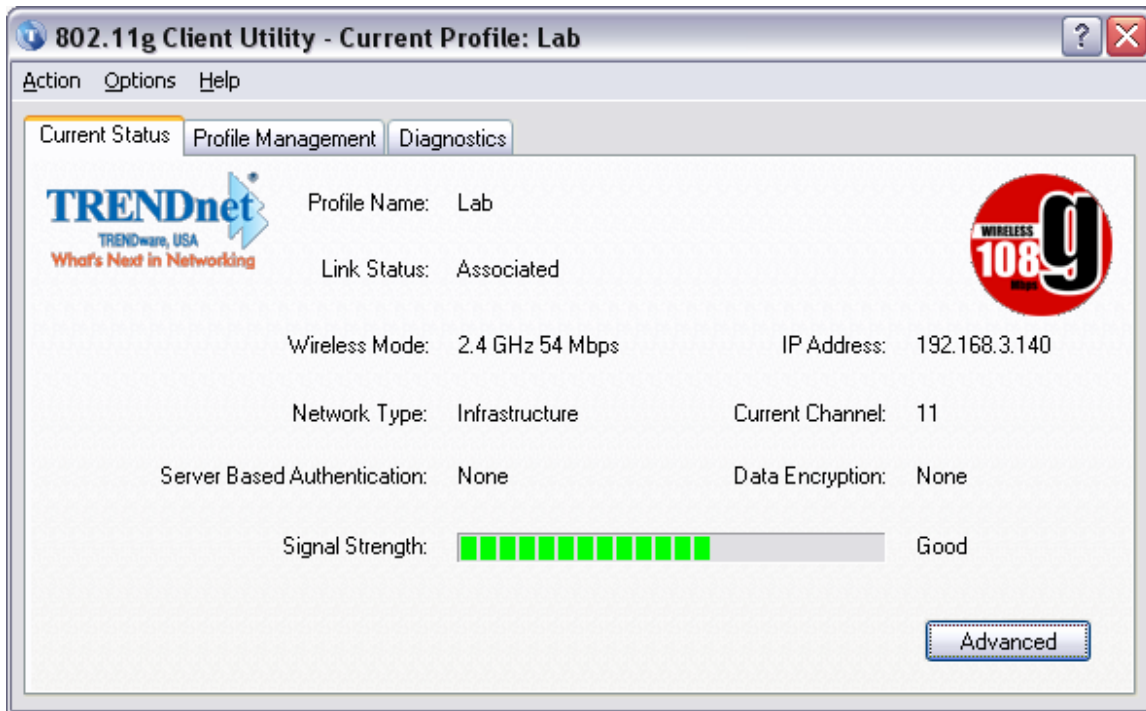 802.11g Client Utility - Current Profile: Lab
Action Options Help
Current Status Profile Management Diagnostics
TRENDnet
TRENDware, USA
What's Next in Networking
Profile Name: Lab
WIRELESS
108
Mbps
g
Link Status: Associated
Wireless Mode: 2.4 GHz 54 Mbps IP Address: 192.168.3.140
Network Type: Infrastructure Current Channel: 11
Server Based Authentication: None Data Encryption: None
Signal Strength: Good
Advanced